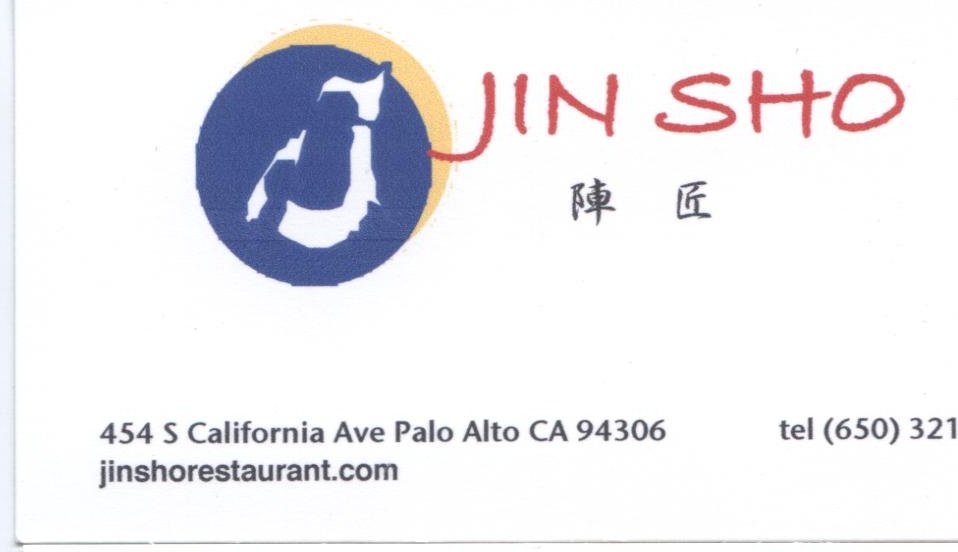 JIN SHO
陣 匠
454 S California Ave Palo Alto CA 94306 tel (650) 321
jinshorestaurant.com